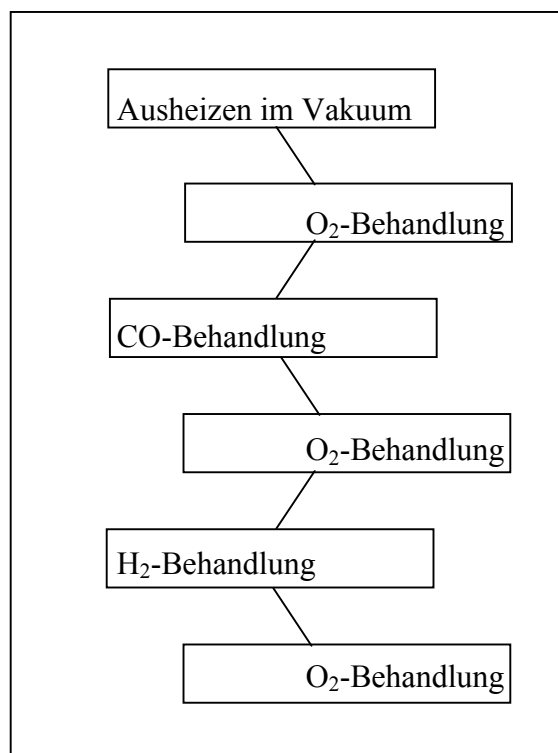 Ausheizen im Vakuum
O₂-Behandlung
CO-Behandlung
O₂-Behandlung
H₂-Behandlung
O₂-Behandlung